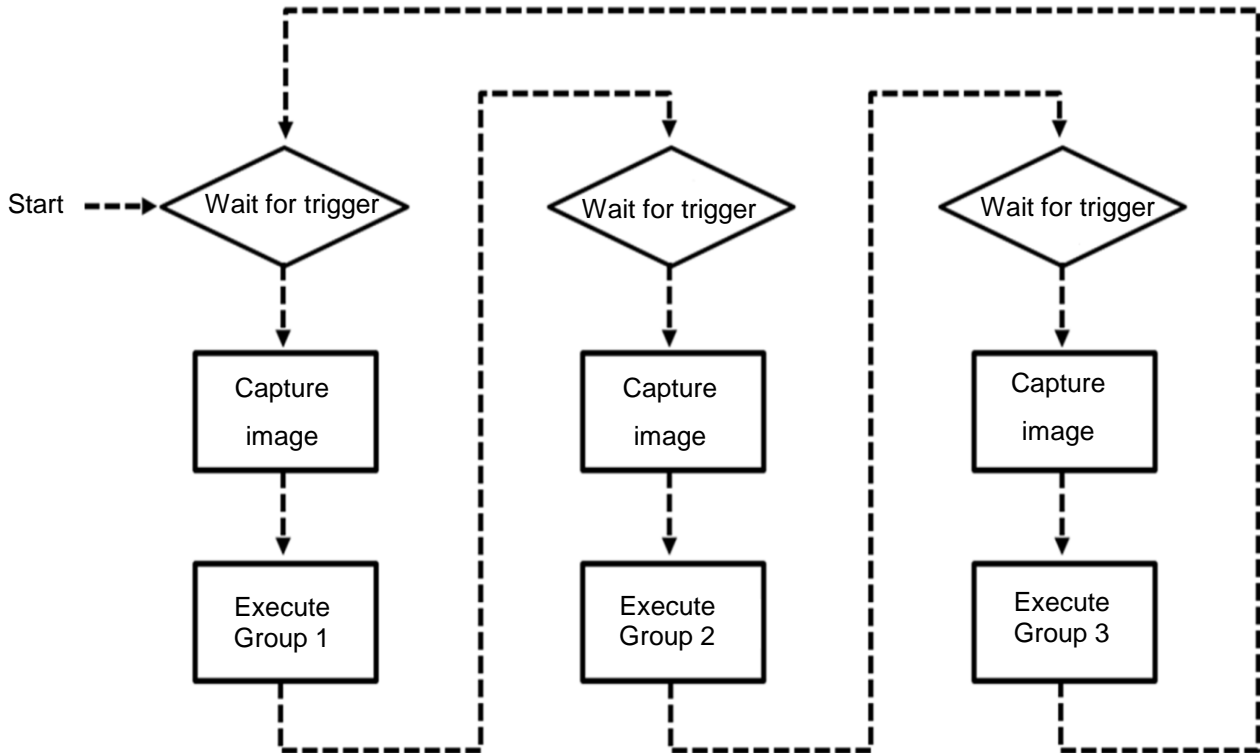 Start
Wait for trigger
Capture
image
Execute
Group 1
Wait for trigger
Capture
image
Execute
Group 2
Wait for trigger
Capture
image
Execute
Group 3